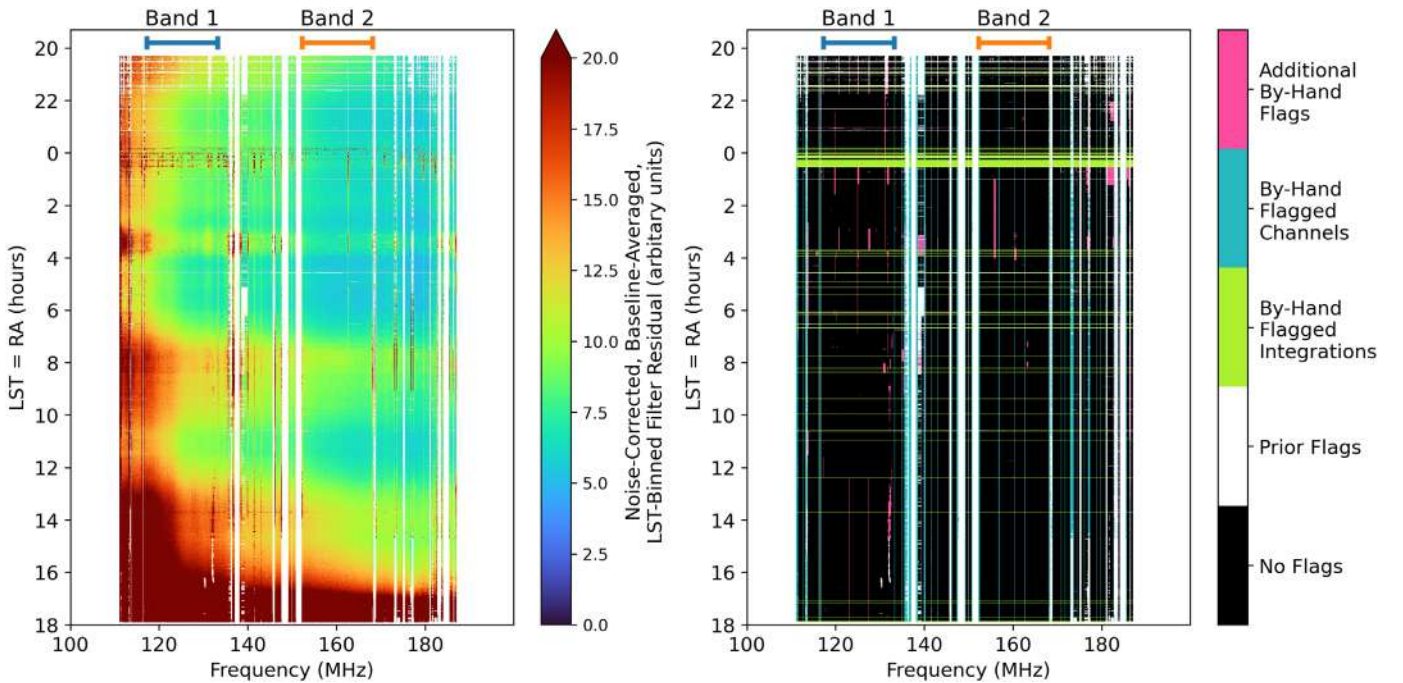 Band 1
Band 2
20
22
0
2
4
6
8
10
12
14
16
18
100
120
140
160
180
LST = RA (hours)
Frequency (MHz)
20.0
17.5
15.0
12.5
10.0
7.5
5.0
2.5
0.0
Noise-Corrected, Baseline-Averaged,
LST-Binned Filter Residual (arbitary units)
Band 1
Band 2
20
22
0
2
4
6
8
10
12
14
16
18
100
120
140
160
180
LST = RA (hours)
Frequency (MHz)
Additional
By-Hand
Flags
By-Hand
Flagged
Channels
By-Hand
Flagged
Integrations
Prior Flags
No Flags